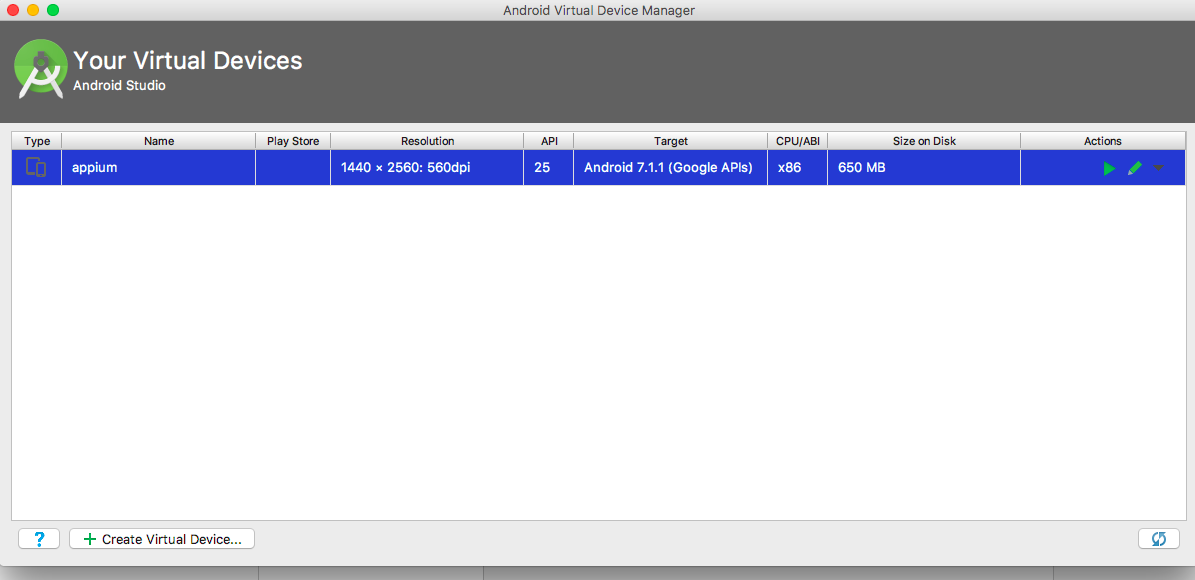 Android Virtual Device Manager
Your Virtual Devices
Android Studio
Type Name Play Store Resolution API Target CPU/ABI Size on Disk Actions
appium 1440 × 2560: 560dpi 25 Android 7.1.1 (Google APIs) x86 650 MB
? + Create Virtual Device...